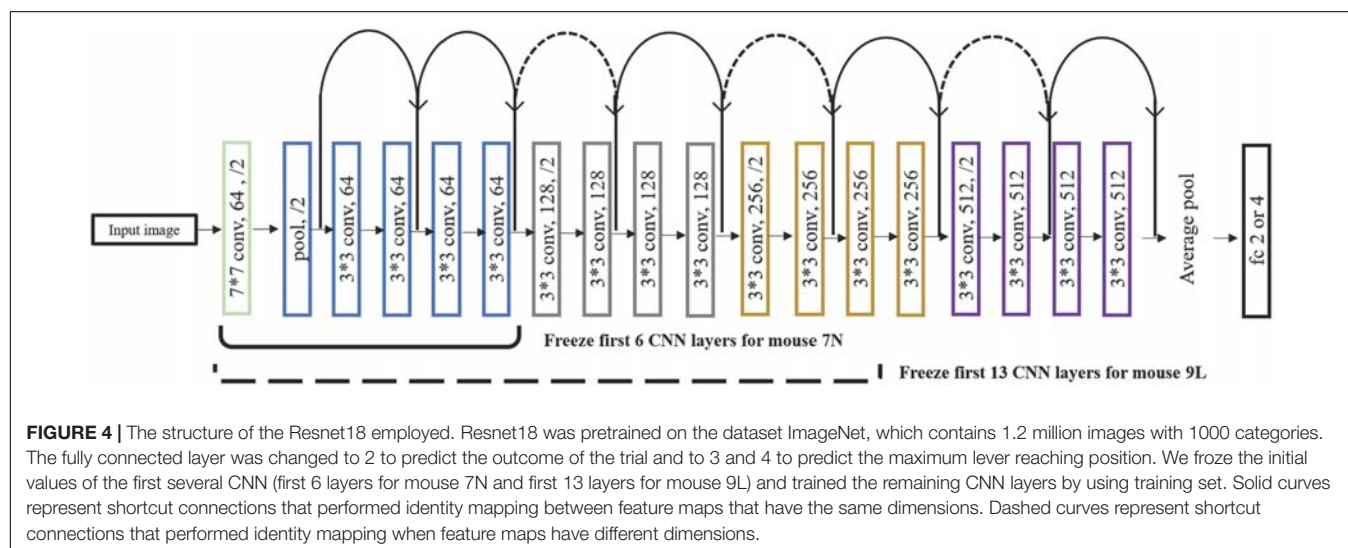 Input image
7*7 conv, 64 , /2
pool, /2
3*3 conv, 64
3*3 conv, 64
3*3 conv, 64
3*3 conv, 64
3*3 conv, 128, /2
3*3 conv, 128
3*3 conv, 128
3*3 conv, 128
3*3 conv, 256, /2
3*3 conv, 256
3*3 conv, 256
3*3 conv, 256
3*3 conv, 512, /2
3*3 conv, 512
3*3 conv, 512
3*3 conv, 512
Average pool
fc 2 or 4
Freeze first 6 CNN layers for mouse 7N
Freeze first 13 CNN layers for mouse 9L
FIGURE 4 | The structure of the Resnet18 employed. Resnet18 was pretrained on the dataset ImageNet, which contains 1.2 million images with 1000 categories.
The fully connected layer was changed to 2 to predict the outcome of the trial and to 3 and 4 to predict the maximum lever reaching position. We froze the initial
values of the first several CNN (first 6 layers for mouse 7N and first 13 layers for mouse 9L) and trained the remaining CNN layers by using training set. Solid curves
represent shortcut connections that performed identity mapping between feature maps that have the same dimensions. Dashed curves represent shortcut
connections that performed identity mapping when feature maps have different dimensions.